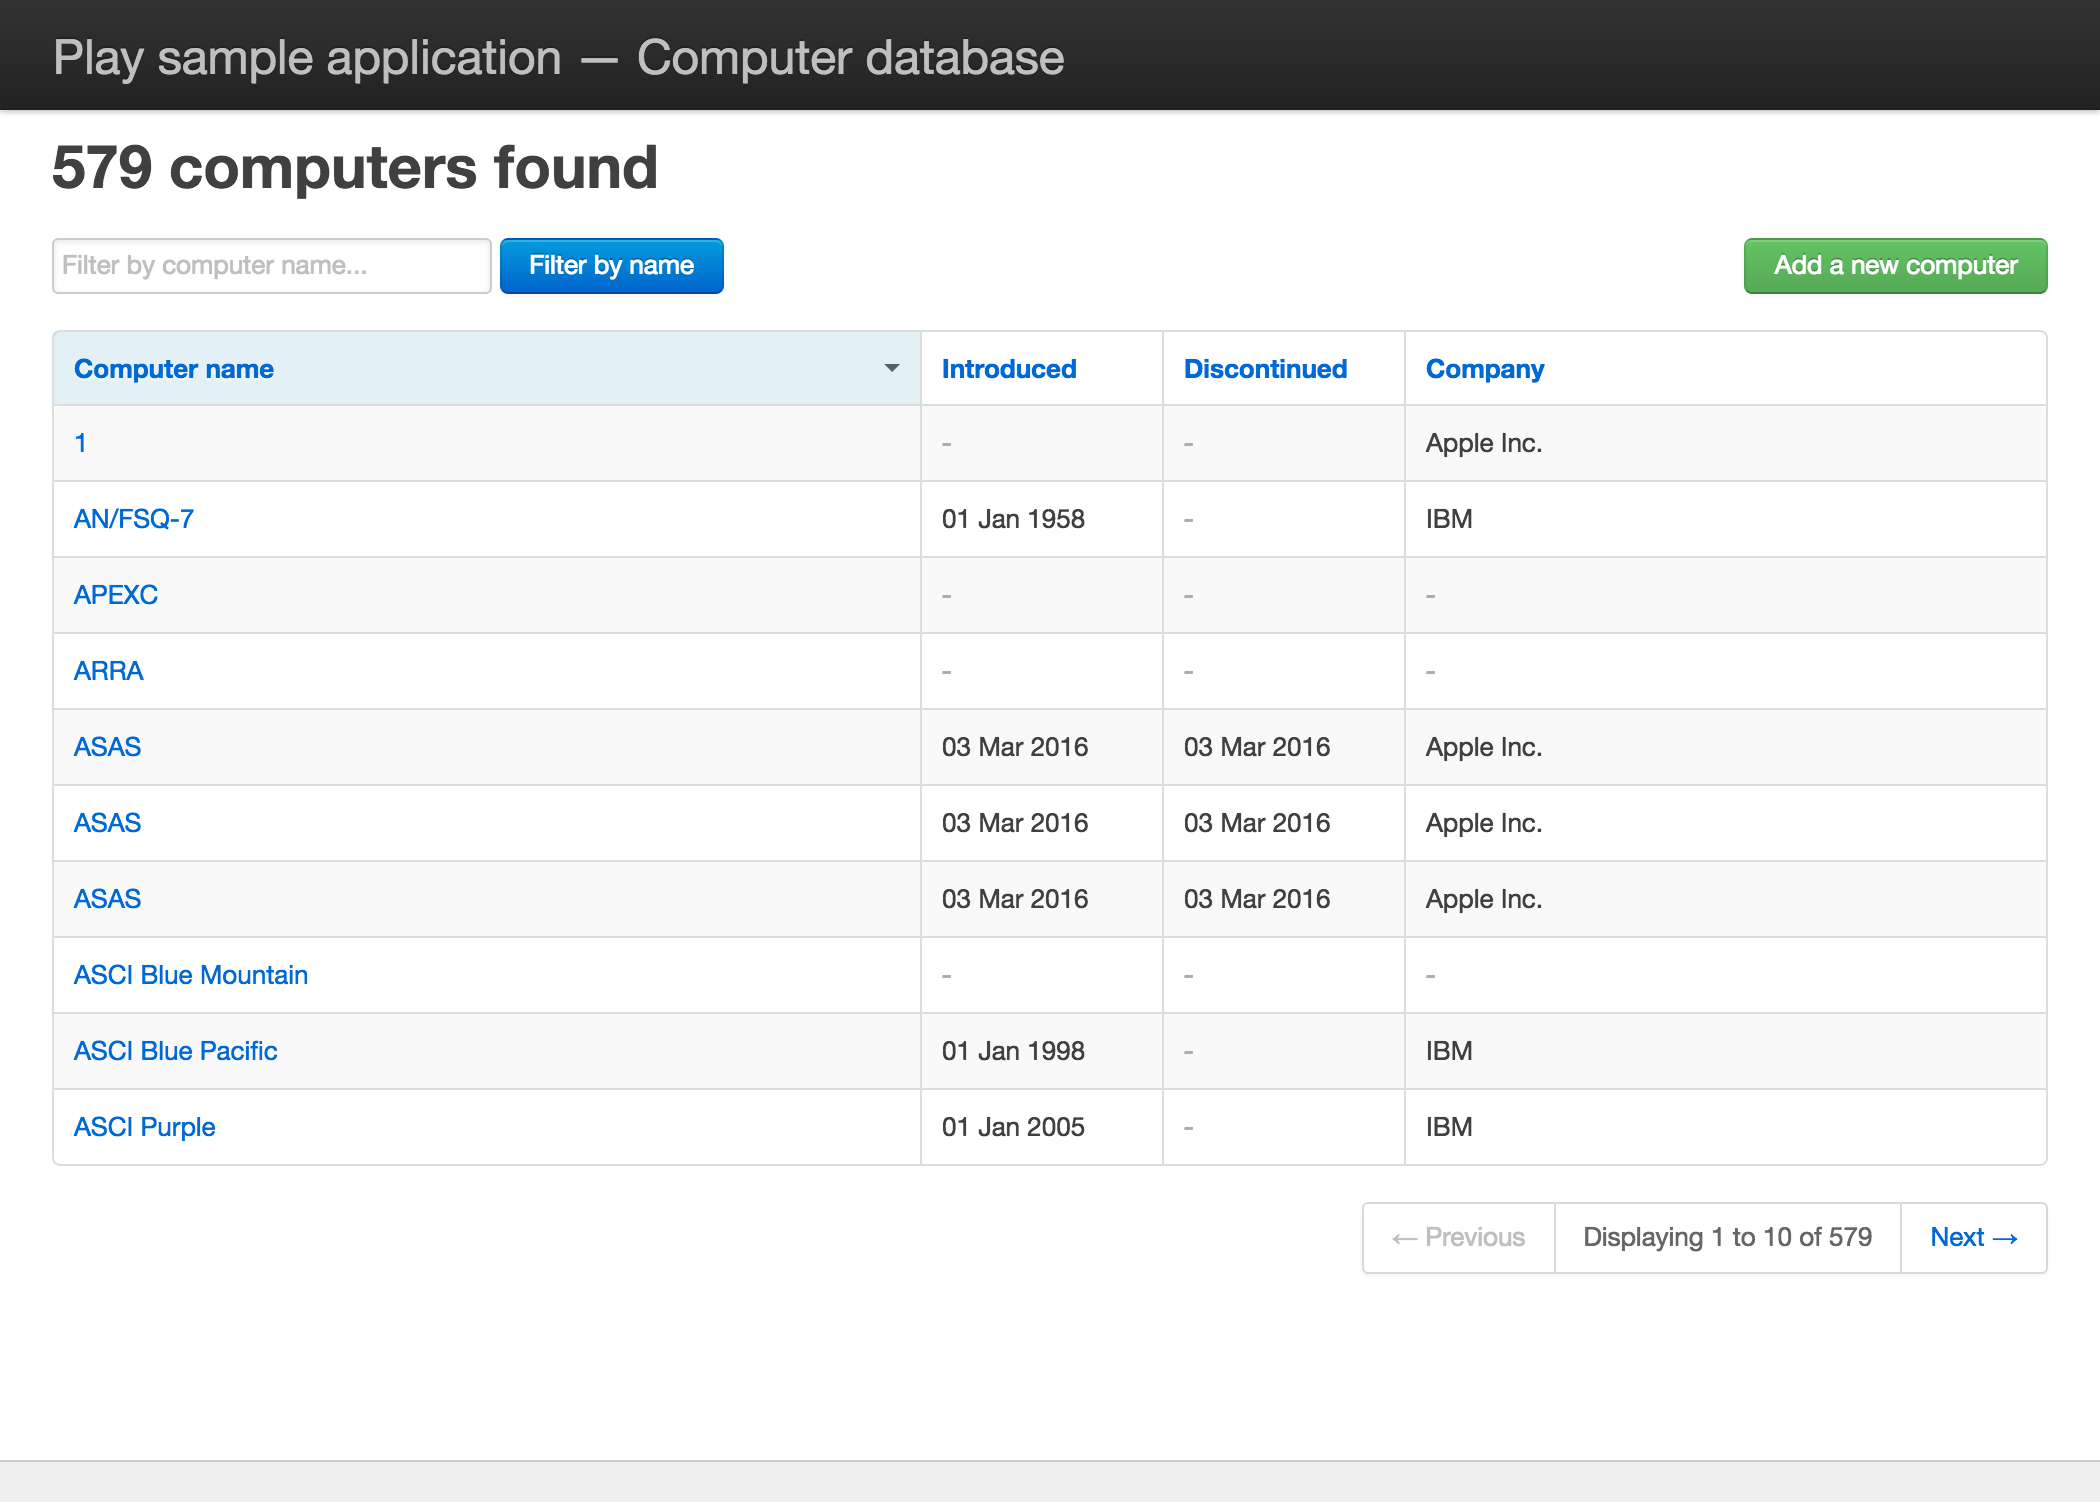 Play sample application — Computer database
579 computers found
Filter by computer name... Filter by name Add a new computer
Computer name Introduced Discontinued Company
1 - - Apple Inc.
AN/FSQ-7 01 Jan 1958 - IBM
APEXC - - -
ARRA - - -
ASAS 03 Mar 2016 03 Mar 2016 Apple Inc.
ASAS 03 Mar 2016 03 Mar 2016 Apple Inc.
ASAS 03 Mar 2016 03 Mar 2016 Apple Inc.
ASCI Blue Mountain - - -
ASCI Blue Pacific 01 Jan 1998 - IBM
ASCI Purple 01 Jan 2005 - IBM
← Previous Displaying 1 to 10 of 579 Next →